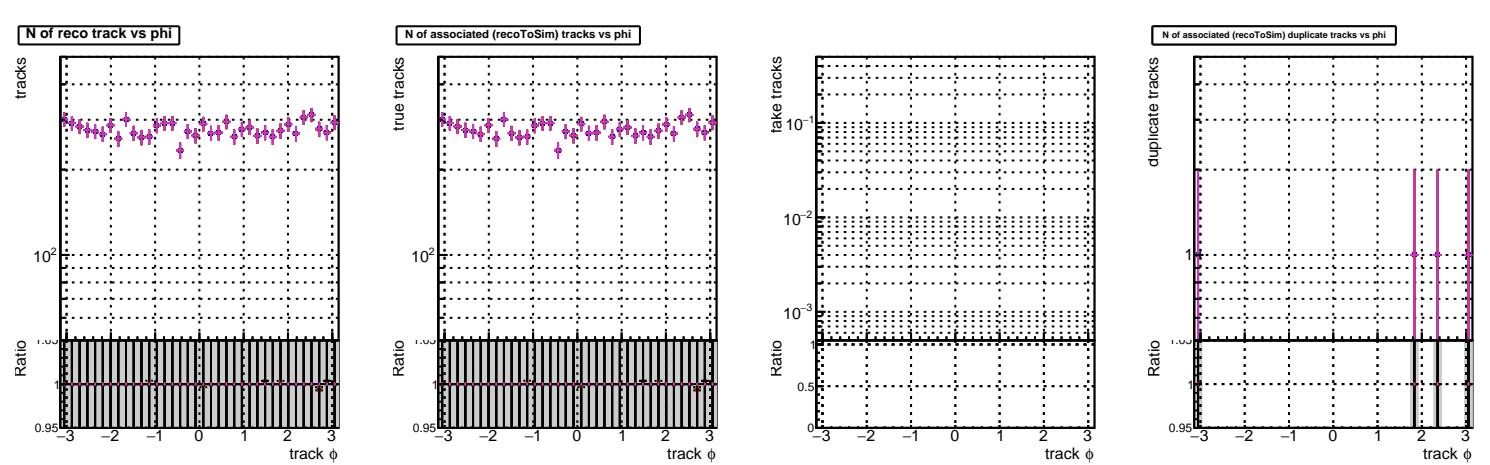 N of reco track vs phi
tracks
10²
Ratio
1.05
1
0.95
−3 −2 −1 0 1 2 3
track ϕ
N of associated (recoToSim) tracks vs phi
true tracks
10²
Ratio
1.05
1
0.95
−3 −2 −1 0 1 2 3
track ϕ
fake tracks
10⁻¹
10⁻²
10⁻³
Ratio
1
0.5
0
−3 −2 −1 0 1 2 3
track ϕ
N of associated (recoToSim) duplicate tracks vs phi
duplicate tracks
1
Ratio
1.05
1
0.95
−3 −2 −1 0 1 2 3
track ϕ